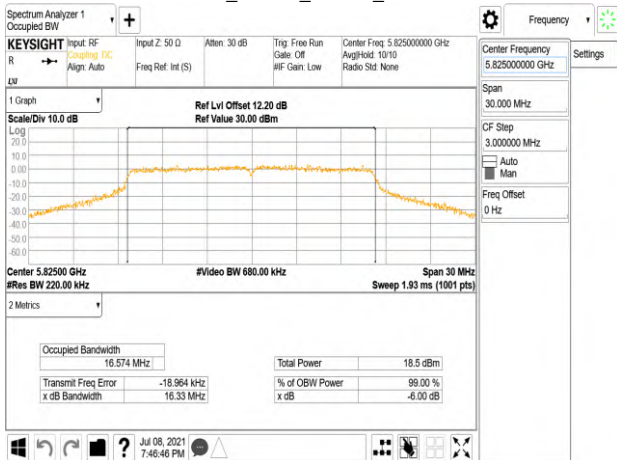 Spectrum Analyzer 1
Occupied BW
Frequency
KEYSIGHT
R
Input: RF
Coupling: DC
Align: Auto
Input Z: 50 Ω
Freq Ref: Int (S)
Atten: 30 dB
Trig: Free Run
Gate: Off
#IF Gain: Low
Center Freq: 5.825000000 GHz
Avg|Hold: 10/10
Radio Std: None
LXI
Center Frequency
5.825000000 GHz
Settings
Span
30.000 MHz
CF Step
3.000000 MHz
Auto
Man
Freq Offset
0 Hz
1 Graph
Scale/Div 10.0 dB
Ref Lvl Offset 12.20 dB
Ref Value 30.00 dBm
Log
20.0
10.0
0.00
-10.0
-20.0
-30.0
-40.0
-50.0
-60.0
Center 5.82500 GHz
#Res BW 220.00 kHz
#Video BW 680.00 kHz
Span 30 MHz
Sweep 1.93 ms (1001 pts)
2 Metrics
Occupied Bandwidth
16.574 MHz
Total Power 18.5 dBm
Transmit Freq Error -18.964 kHz
% of OBW Power 99.00 %
x dB Bandwidth 16.33 MHz
x dB -6.00 dB
Jul 08, 2021
7:46:46 PM